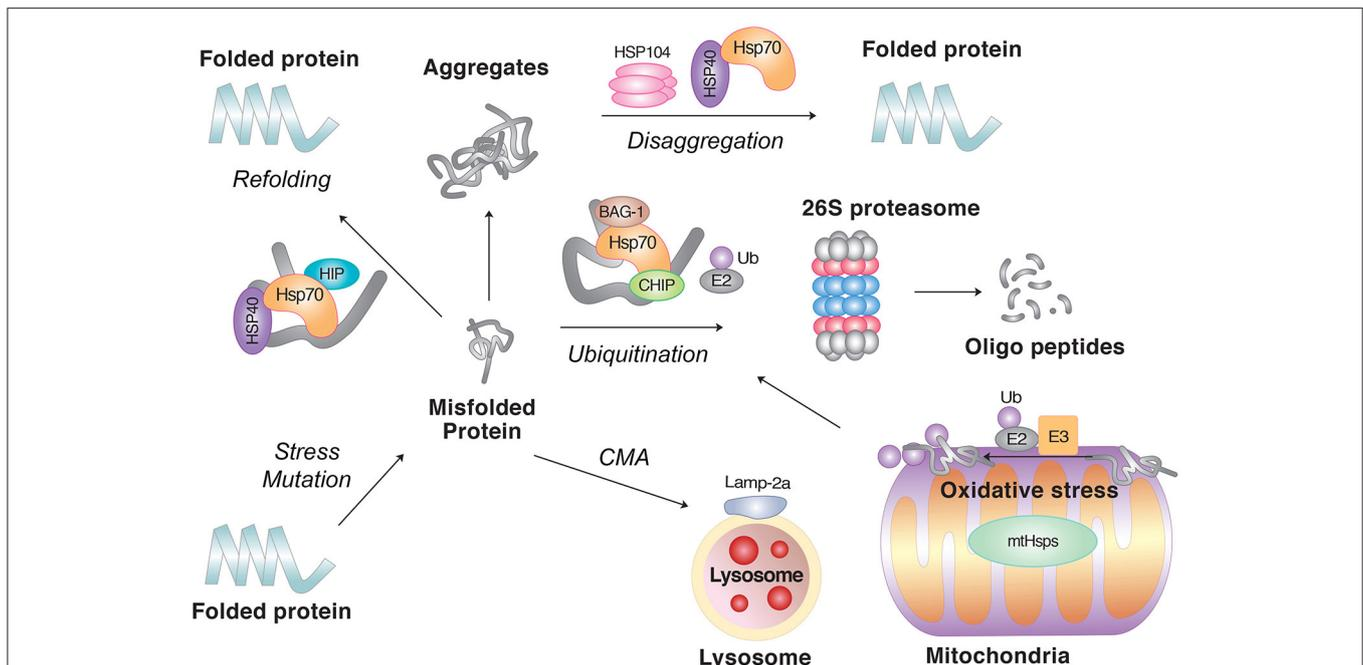 Folded protein
Refolding
HSP40
Hsp70
HIP
Aggregates
HSP104
HSP40
Hsp70
Disaggregation
Folded protein
BAG-1
Hsp70
CHIP
Ub
E2
Ubiquitination
26S proteasome
Oligo peptides
Misfolded
Protein
Stress
Mutation
Folded protein
CMA
Lamp-2a
Lysosome
Lysosome
Ub
E2
E3
Oxidative stress
mtHsps
Mitochondria